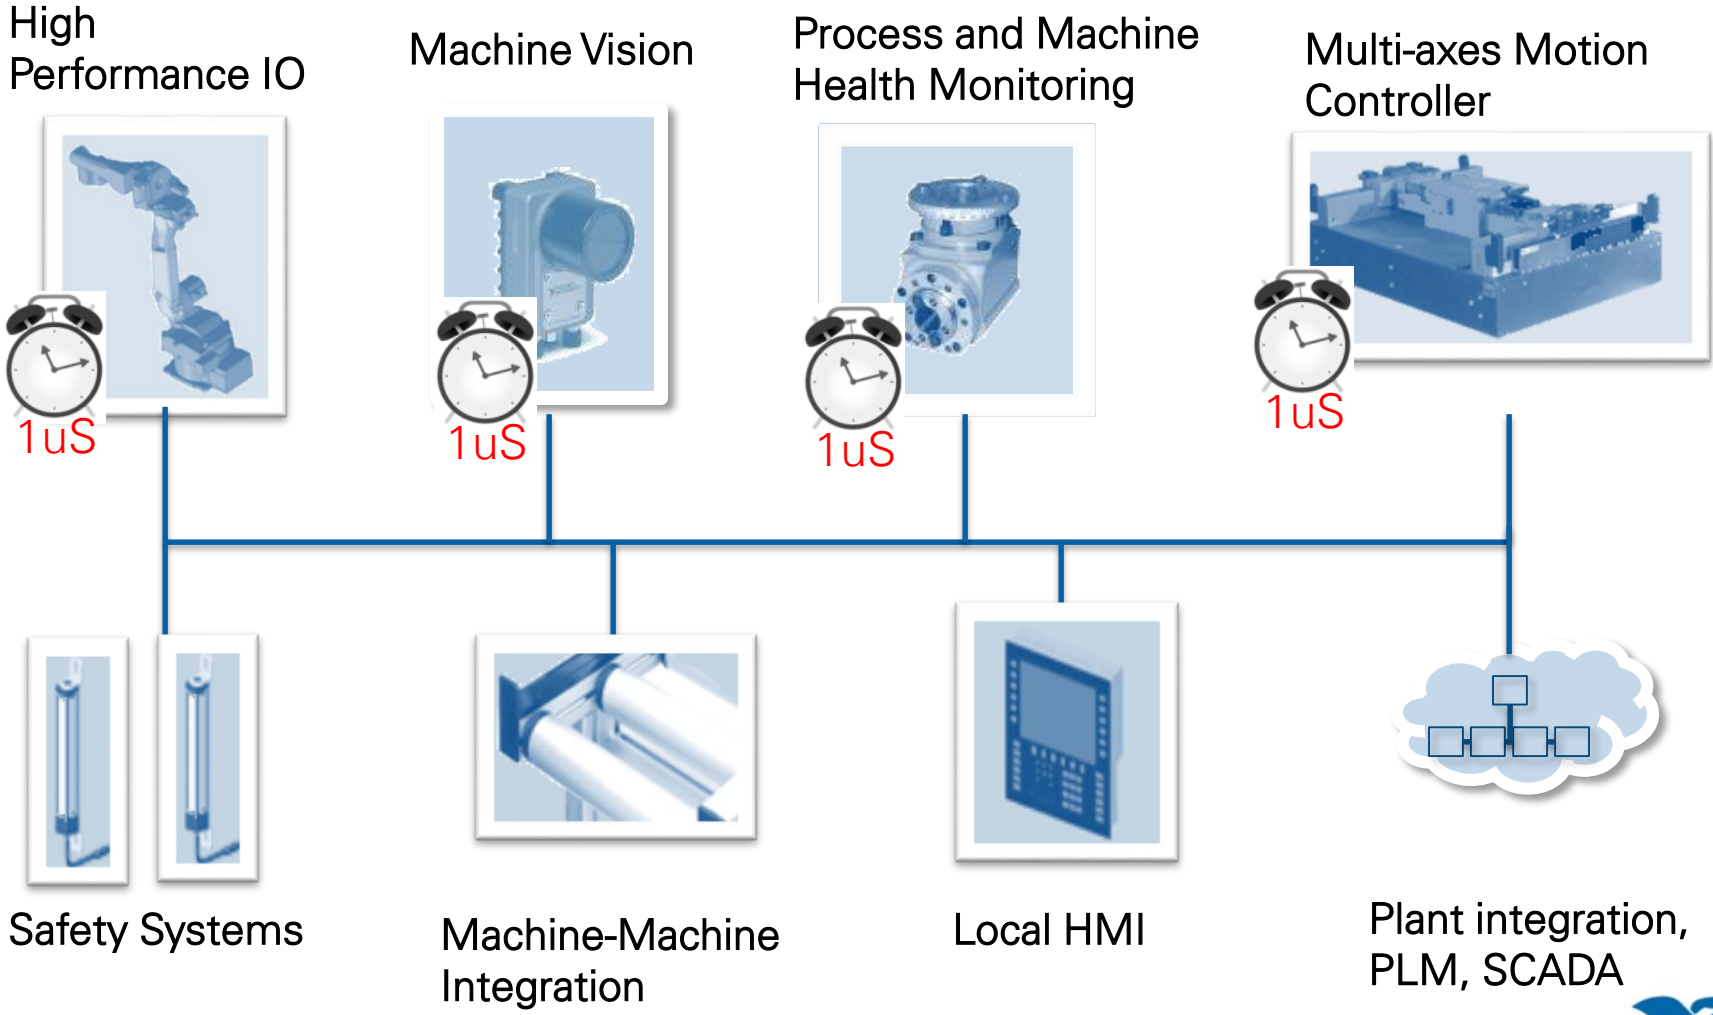 High
Performance IO
Machine Vision
Process and Machine
Health Monitoring
Multi-axes Motion
Controller
1uS
1uS
1uS
1uS
Safety Systems
Machine-Machine
Integration
Local HMI
Plant integration,
PLM, SCADA